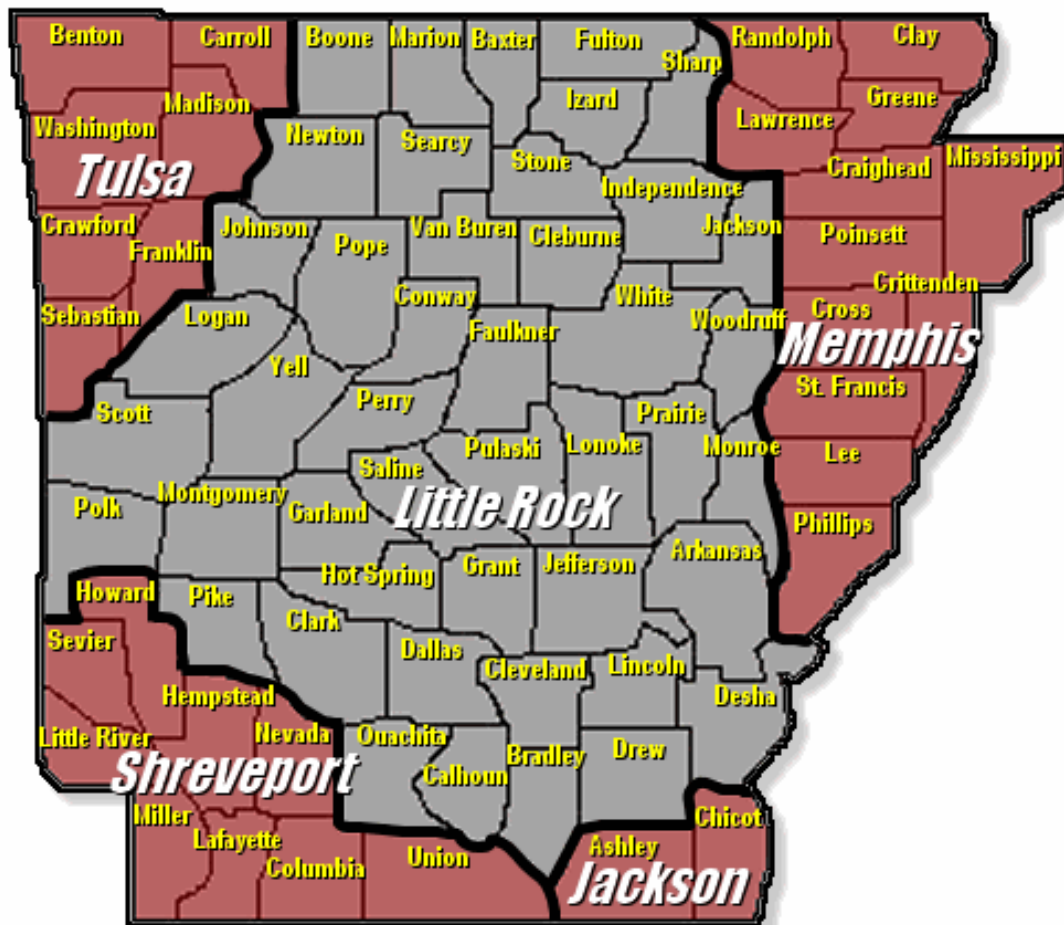 Benton
Carroll
Boone
Marion
Baxter
Fulton
Sharp
Randolph
Clay
Madison
Izard
Greene
Washington
Newton
Searcy
Lawrence
Tulsa
Stone
Craighead
Mississippi
Independence
Crawford
Franklin
Johnson
Pope
Van Buren
Cleburne
Jackson
Poinsett
Sebastian
Logan
Conway
White
Crittenden
Cross
Faulkner
Woodruff
Memphis
Yell
Scott
Perry
Prairie
St. Francis
Pulaski
Lonoke
Monroe
Lee
Saline
Polk
Montgomery
Garland
Little Rock
Phillips
Arkansas
Howard
Pike
Hot Spring
Grant
Jefferson
Sevier
Clark
Dallas
Cleveland
Lincoln
Hempstead
Desha
Little River
Nevada
Ouachita
Bradley
Drew
Shreveport
Calhoun
Miller
Chicot
Lafayette
Columbia
Union
Ashley
Jackson